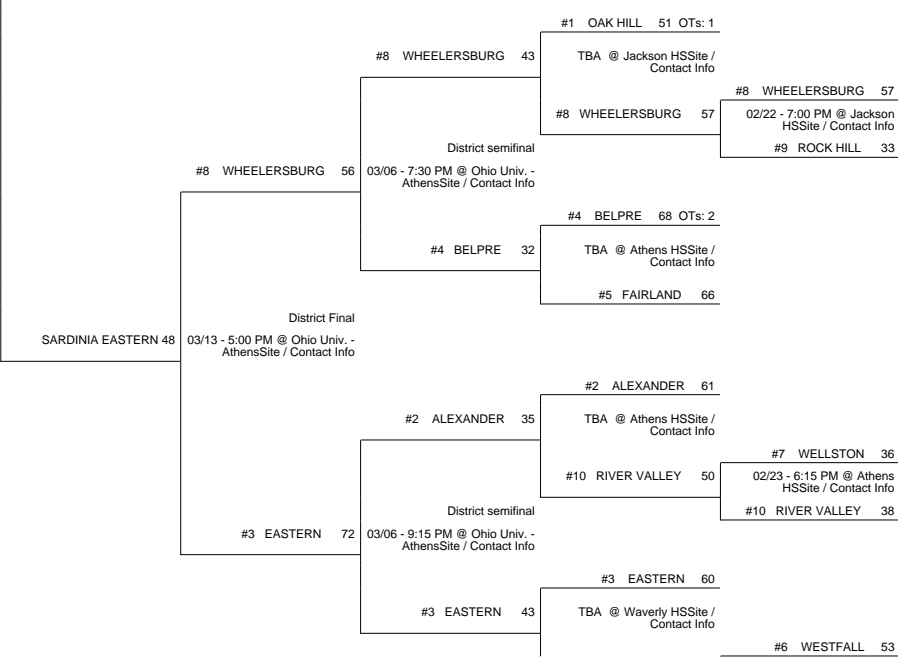 #1 OAK HILL 51 OTs: 1
#8 WHEELERSBURG 43
TBA @ Jackson HSSite /
Contact Info
#8 WHEELERSBURG 57
#8 WHEELERSBURG 57
02/22 - 7:00 PM @ Jackson
HSSite / Contact Info
District semifinal
#9 ROCK HILL 33
#8 WHEELERSBURG 56
03/06 - 7:30 PM @ Ohio Univ. -
AthensSite / Contact Info
#4 BELPRE 68 OTs: 2
#4 BELPRE 32
TBA @ Athens HSSite /
Contact Info
#5 FAIRLAND 66
District Final
SARDINIA EASTERN 48
03/13 - 5:00 PM @ Ohio Univ. -
AthensSite / Contact Info
#2 ALEXANDER 61
#2 ALEXANDER 35
TBA @ Athens HSSite /
Contact Info
#7 WELLSTON 36
#10 RIVER VALLEY 50
02/23 - 6:15 PM @ Athens
HSSite / Contact Info
District semifinal
#10 RIVER VALLEY 38
#3 EASTERN 72
03/06 - 9:15 PM @ Ohio Univ. -
AthensSite / Contact Info
#3 EASTERN 60
#3 EASTERN 43
TBA @ Waverly HSSite /
Contact Info
#6 WESTFALL 53